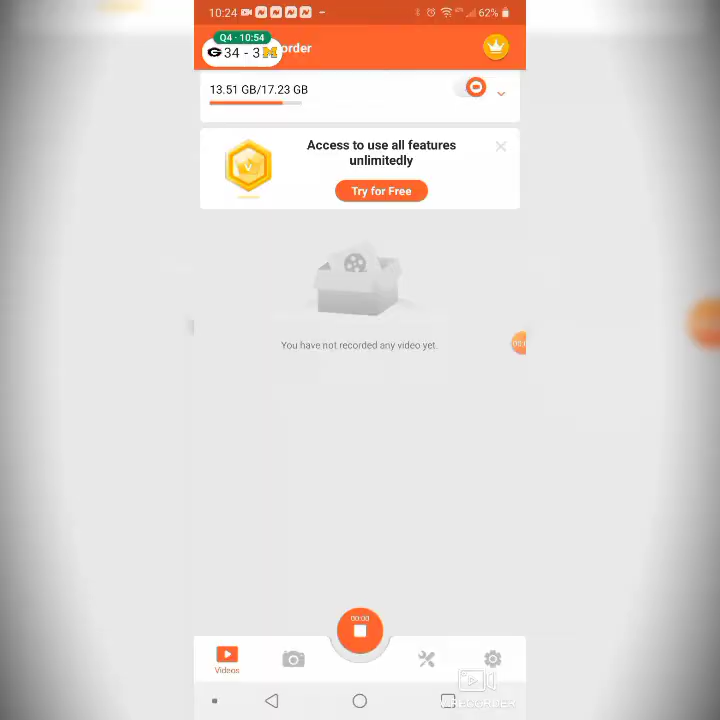 10:24
62%
Q4 - 10:54
G 34 - 3 M
order
13.51 GB/17.23 GB
Access to use all features
unlimitedly
Try for Free
You have not recorded any video yet.
00:00
Videos
RECORDER